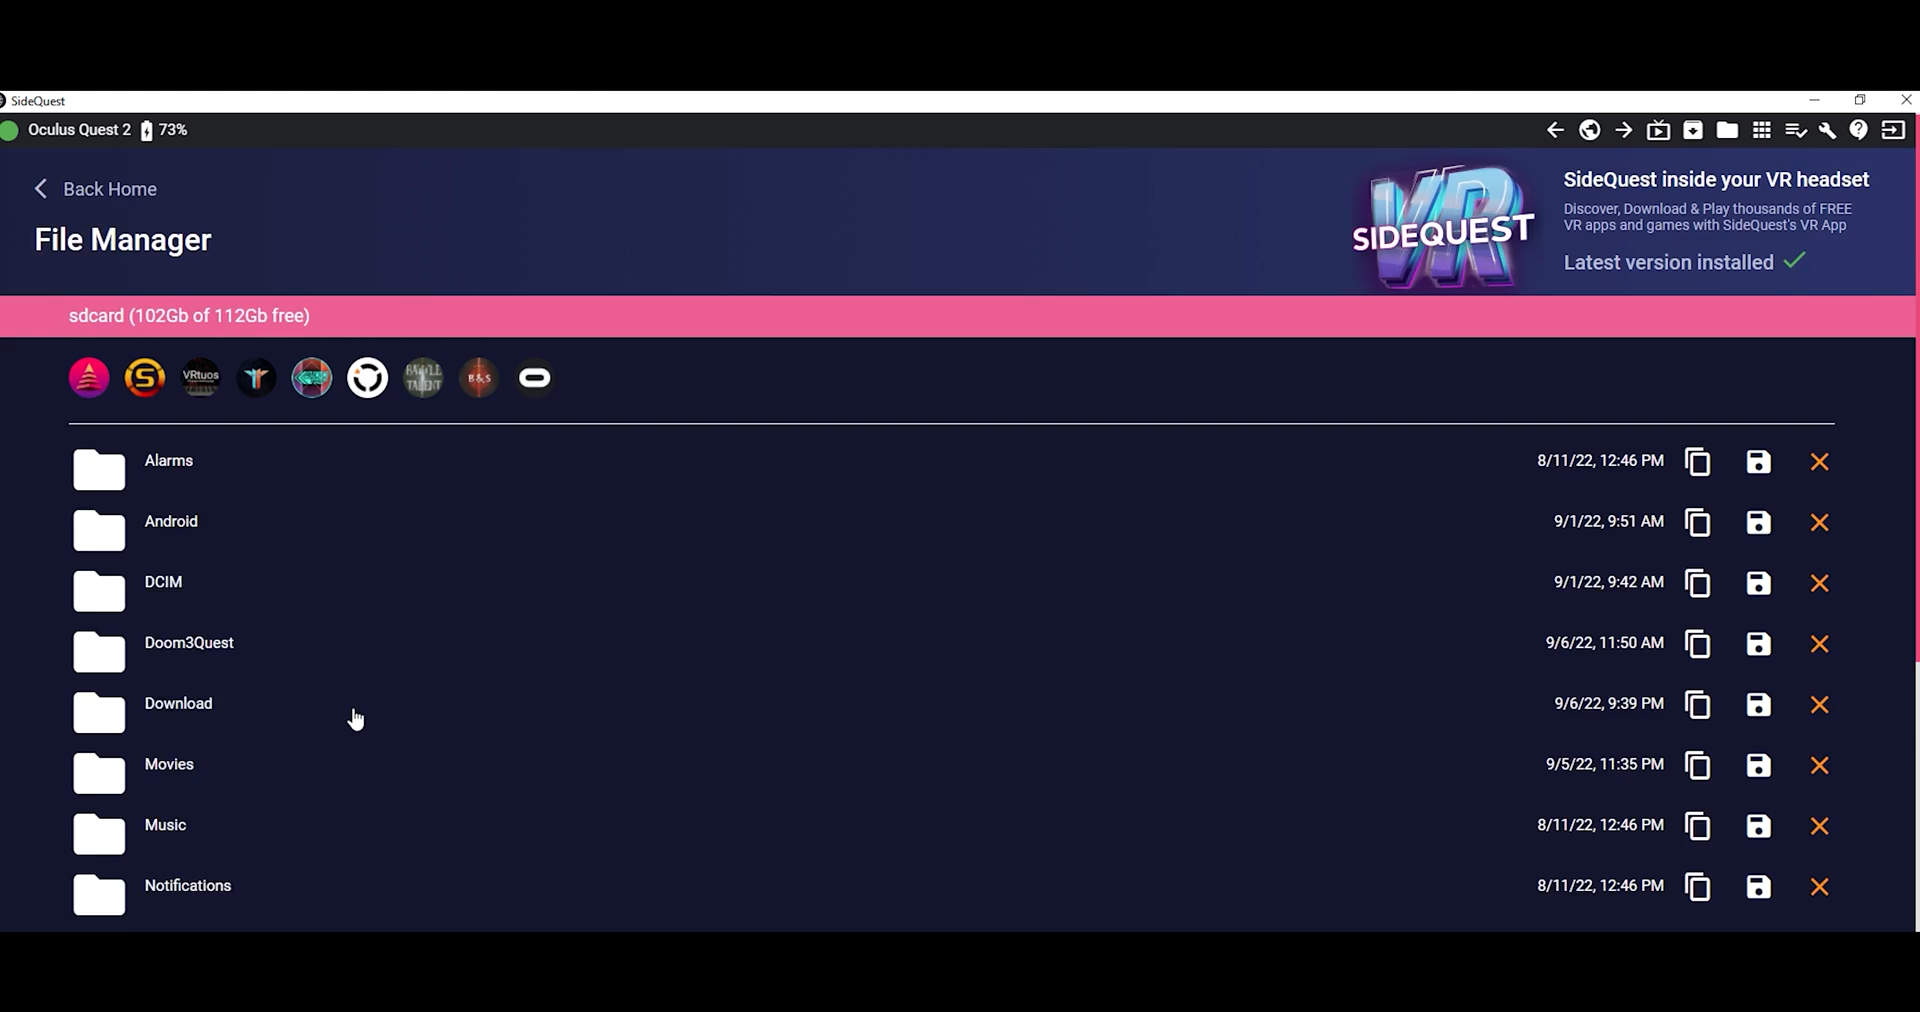 SideQuest
Oculus Quest 2 73%
Back Home
File Manager
VR
SIDEQUEST
SideQuest inside your VR headset
Discover, Download & Play thousands of FREE
VR apps and games with SideQuest's VR App
Latest version installed
sdcard (102Gb of 112Gb free)
S
VRtuos
BATTLE
TALENT
B&S
Alarms 8/11/22, 12:46 PM
Android 9/1/22, 9:51 AM
DCIM 9/1/22, 9:42 AM
Doom3Quest 9/6/22, 11:50 AM
Download 9/6/22, 9:39 PM
Movies 9/5/22, 11:35 PM
Music 8/11/22, 12:46 PM
Notifications 8/11/22, 12:46 PM